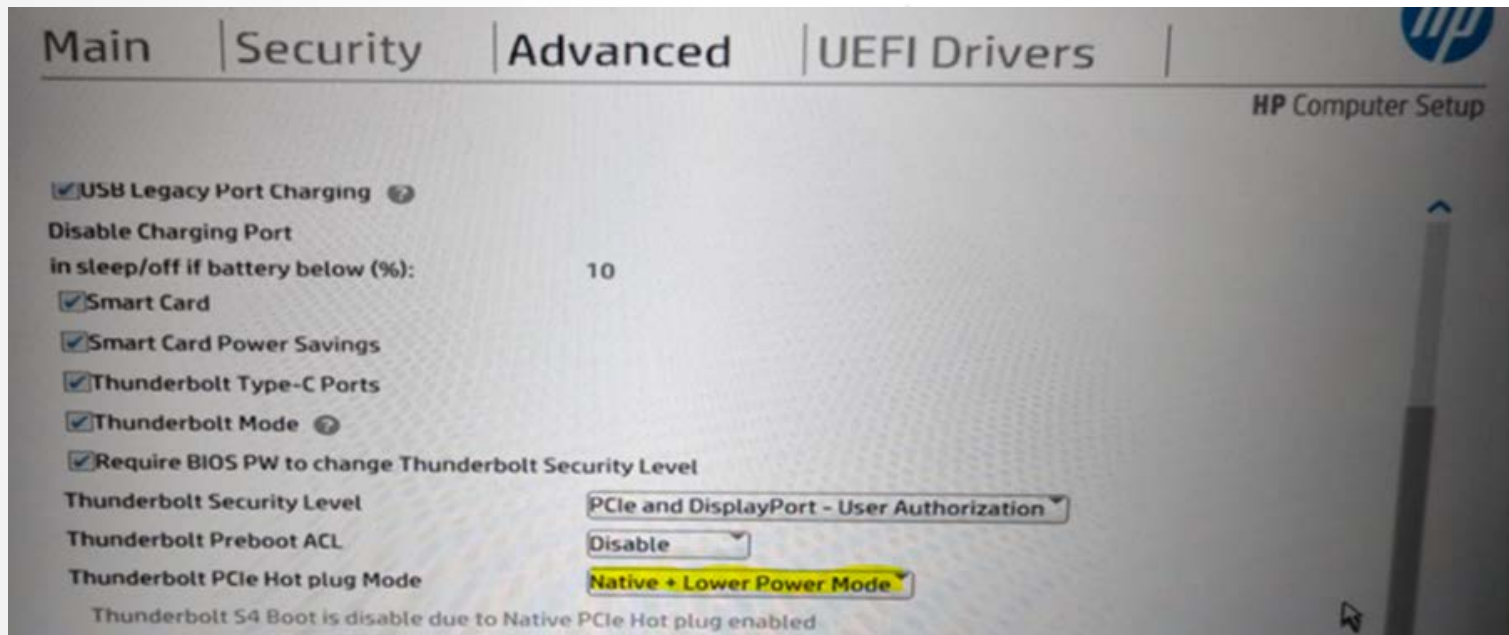 Main | Security | Advanced | UEFI Drivers |
hp
HP Computer Setup
USB Legacy Port Charging ?
Disable Charging Port
in sleep/off if battery below (%): 10
Smart Card
Smart Card Power Savings
Thunderbolt Type-C Ports
Thunderbolt Mode ?
Require BIOS PW to change Thunderbolt Security Level
Thunderbolt Security Level PCIe and DisplayPort - User Authorization
Thunderbolt Preboot ACL Disable
Thunderbolt PCIe Hot plug Mode Native + Lower Power Mode
Thunderbolt S4 Boot is disable due to Native PCIe Hot plug enabled